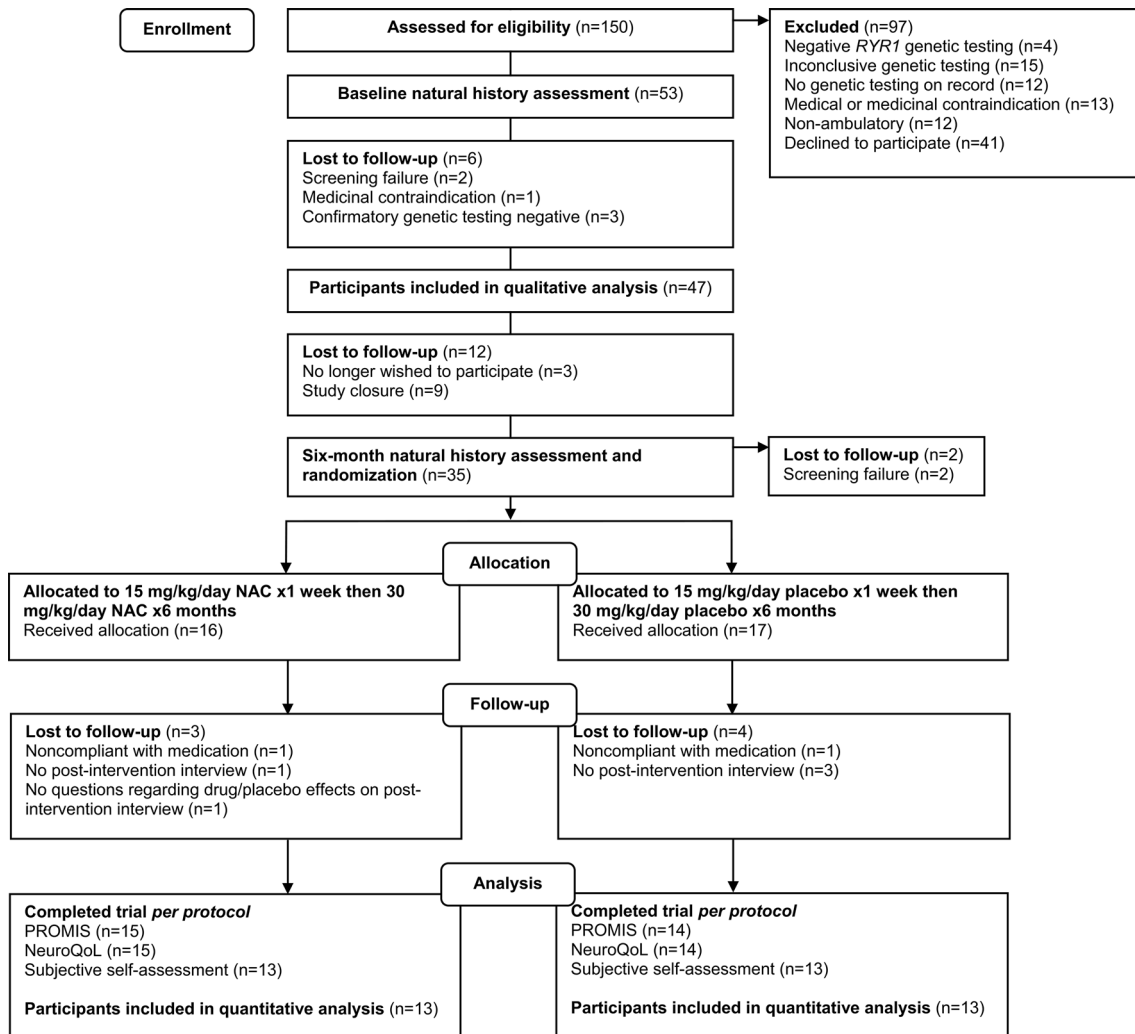 Enrollment
Assessed for eligibility (n=150)
Excluded (n=97)
Negative RYR1 genetic testing (n=4)
Inconclusive genetic testing (n=15)
No genetic testing on record (n=12)
Medical or medicinal contraindication (n=13)
Non-ambulatory (n=12)
Declined to participate (n=41)
Baseline natural history assessment (n=53)
Lost to follow-up (n=6)
Screening failure (n=2)
Medicinal contraindication (n=1)
Confirmatory genetic testing negative (n=3)
Participants included in qualitative analysis (n=47)
Lost to follow-up (n=12)
No longer wished to participate (n=3)
Study closure (n=9)
Six-month natural history assessment and
randomization (n=35)
Lost to follow-up (n=2)
Screening failure (n=2)
Allocation
Allocated to 15 mg/kg/day NAC x1 week then 30
mg/kg/day NAC x6 months
Received allocation (n=16)
Allocated to 15 mg/kg/day placebo x1 week then
30 mg/kg/day placebo x6 months
Received allocation (n=17)
Follow-up
Lost to follow-up (n=3)
Noncompliant with medication (n=1)
No post-intervention interview (n=1)
No questions regarding drug/placebo effects on post-
intervention interview (n=1)
Lost to follow-up (n=4)
Noncompliant with medication (n=1)
No post-intervention interview (n=3)
Analysis
Completed trial per protocol
PROMIS (n=15)
NeuroQoL (n=15)
Subjective self-assessment (n=13)
Participants included in quantitative analysis (n=13)
Completed trial per protocol
PROMIS (n=14)
NeuroQoL (n=14)
Subjective self-assessment (n=13)
Participants included in quantitative analysis (n=13)